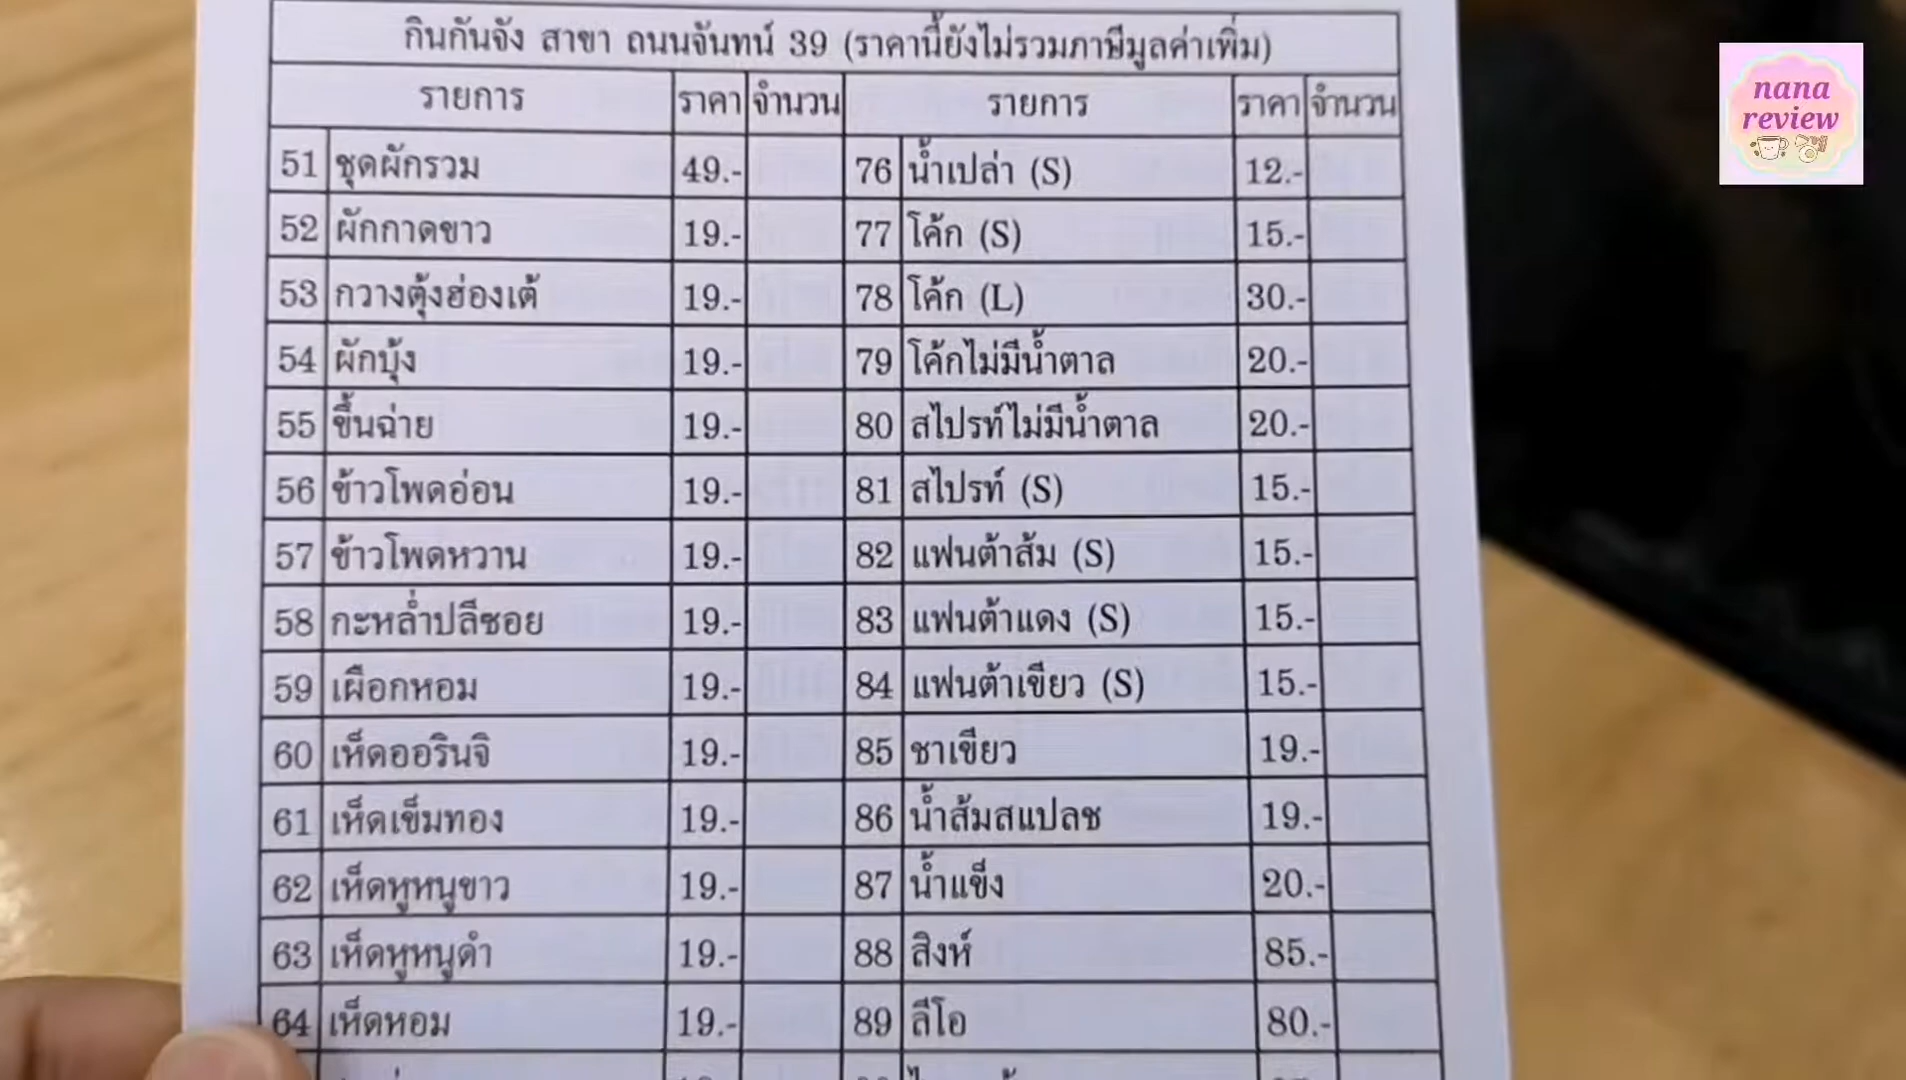 กินกันจัง สาขา ถนนจันทน์ 39 (ราคานี้ยังไม่รวมภาษีมูลค่าเพิ่ม)
รายการ ราคา จำนวน รายการ ราคา จำนวน
51 ชุดผักรวม 49.- 76 น้ำเปล่า (S) 12.-
52 ผักกาดขาว 19.- 77 โค้ก (S) 15.-
53 กวางตุ้งฮ่องเต้ 19.- 78 โค้ก (L) 30.-
54 ผักบุ้ง 19.- 79 โค้กไม่มีน้ำตาล 20.-
55 ขึ้นฉ่าย 19.- 80 สไปรท์ไม่มีน้ำตาล 20.-
56 ข้าวโพดอ่อน 19.- 81 สไปรท์ (S) 15.-
57 ข้าวโพดหวาน 19.- 82 แฟนต้าส้ม (S) 15.-
58 กะหล่ำปลีซอย 19.- 83 แฟนต้าแดง (S) 15.-
59 เผือกหอม 19.- 84 แฟนต้าเขียว (S) 15.-
60 เห็ดออรินจิ 19.- 85 ชาเขียว 19.-
61 เห็ดเข็มทอง 19.- 86 น้ำส้มสแปลช 19.-
62 เห็ดหูหนูขาว 19.- 87 น้ำแข็ง 20.-
63 เห็ดหูหนูดำ 19.- 88 สิงห์ 85.-
64 เห็ดหอม 19.- 89 ลีโอ 80.-
nana
review